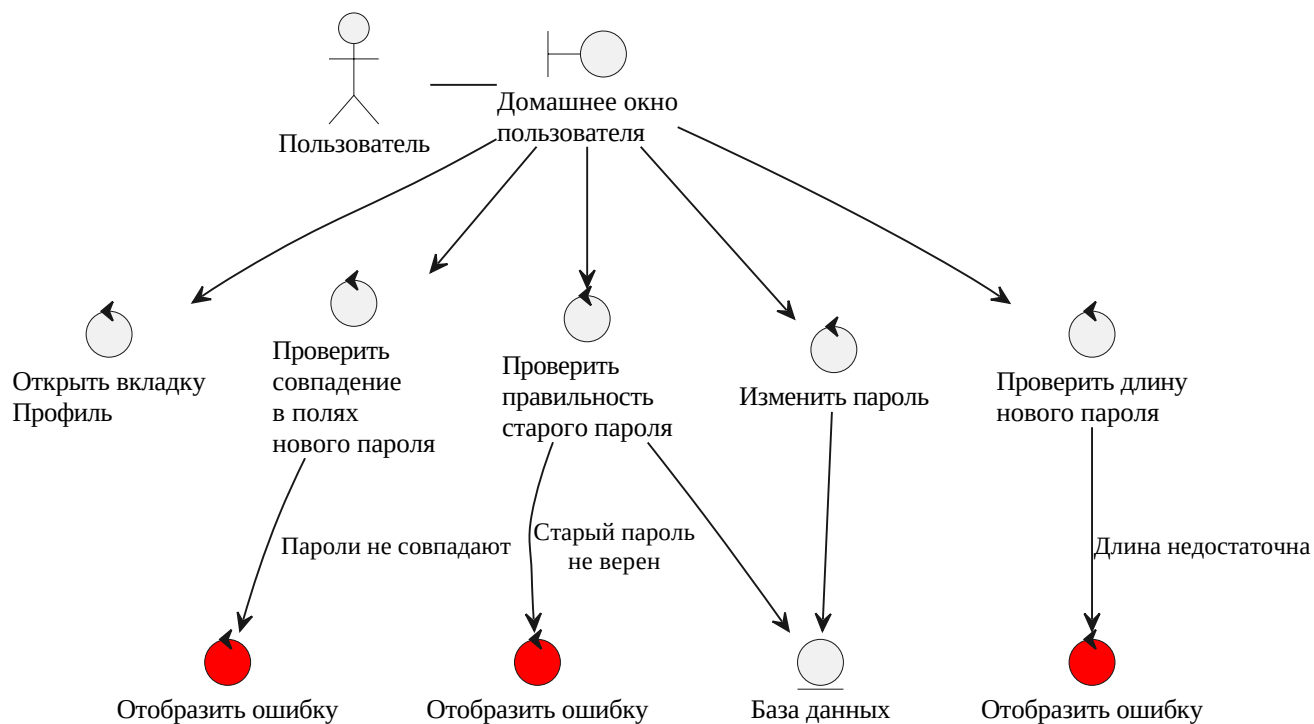 Домашнее окно
пользователя
Пользователь
Открыть вкладку
Профиль
Проверить
совпадение
в полях
нового пароля
Проверить
правильность
старого пароля
Изменить пароль
Проверить длину
нового пароля
Пароли не совпадают
Старый пароль
не верен
Длина недостаточна
Отобразить ошибку
Отобразить ошибку
База данных
Отобразить ошибку